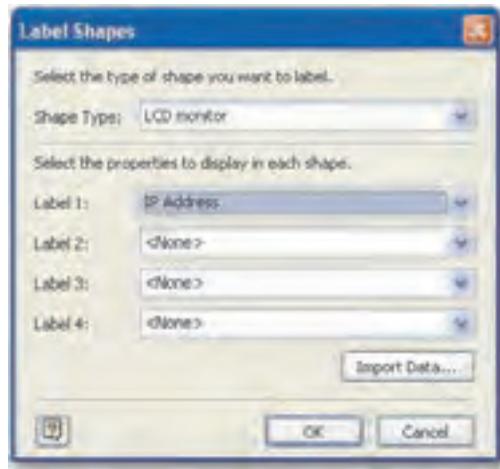 Label Shapes
Select the type of shape you want to label.
Shape Type: LCD monitor
Select the properties to display in each shape.
Label 1: IP Address
Label 2: <None>
Label 3: <None>
Label 4: <None>
Import Data...
OK Cancel